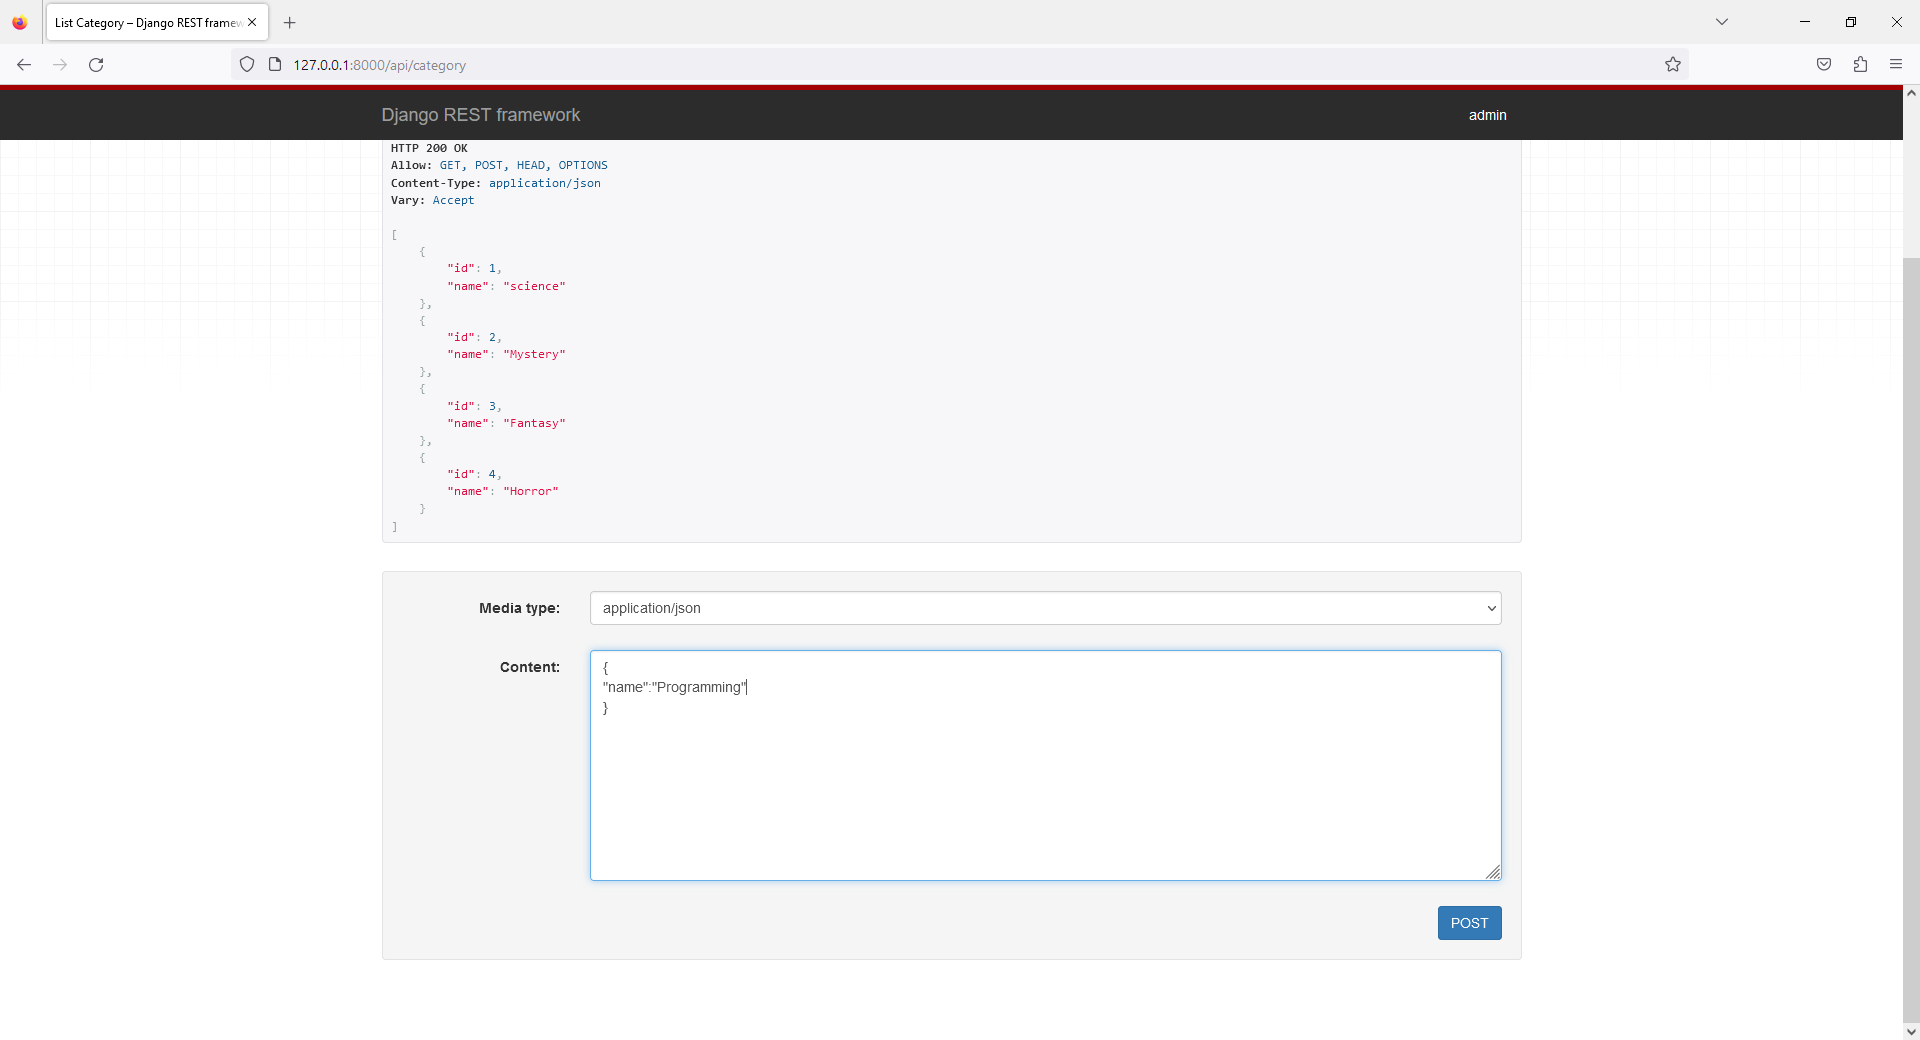 List Category – Django REST framew
127.0.0.1:8000/api/category
Django REST framework
admin
HTTP 200 OK
Allow: GET, POST, HEAD, OPTIONS
Content-Type: application/json
Vary: Accept
[
{
"id": 1,
"name": "science"
},
{
"id": 2,
"name": "Mystery"
},
{
"id": 3,
"name": "Fantasy"
},
{
"id": 4,
"name": "Horror"
}
]
Media type:
application/json
Content:
{
"name":"Programming"
}
POST